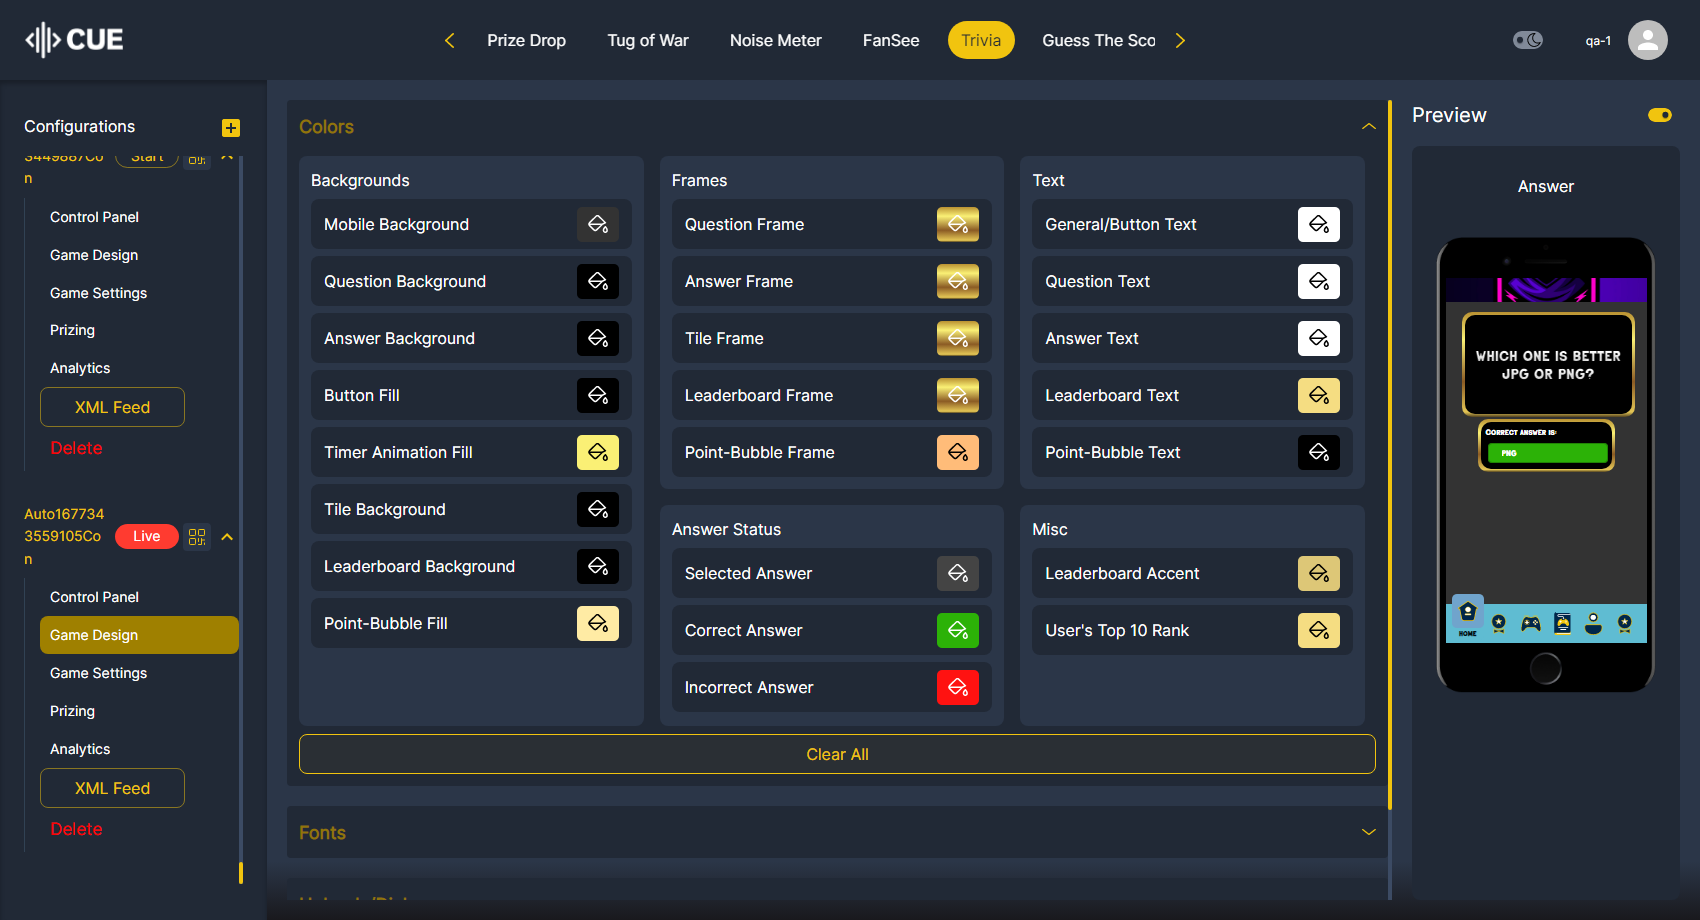 CUE
Prize Drop
Tug of War
Noise Meter
FanSee
Trivia
Guess The Sco
qa-1
Configurations
3449887Co
n
Start
Control Panel
Game Design
Game Settings
Prizing
Analytics
XML Feed
Delete
Auto167734
3559105Co
n
Live
Control Panel
Game Design
Game Settings
Prizing
Analytics
XML Feed
Delete
Colors
Backgrounds
Mobile Background
Question Background
Answer Background
Button Fill
Timer Animation Fill
Tile Background
Leaderboard Background
Point-Bubble Fill
Frames
Question Frame
Answer Frame
Tile Frame
Leaderboard Frame
Point-Bubble Frame
Text
General/Button Text
Question Text
Answer Text
Leaderboard Text
Point-Bubble Text
Answer Status
Selected Answer
Correct Answer
Incorrect Answer
Misc
Leaderboard Accent
User's Top 10 Rank
Clear All
Fonts
Preview
Answer
WHICH ONE IS BETTER
JPG OR PNG?
CORRECT ANSWER IS:
PNG
HOME